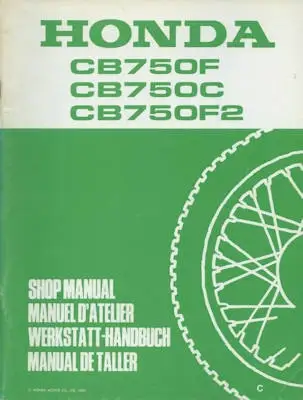 HONDA
CB750F
CB750C
CB750F2
SHOP MANUAL
MANUEL D'ATELIER
WERKSTATT-HANDBUCH
MANUAL DE TALLER
C